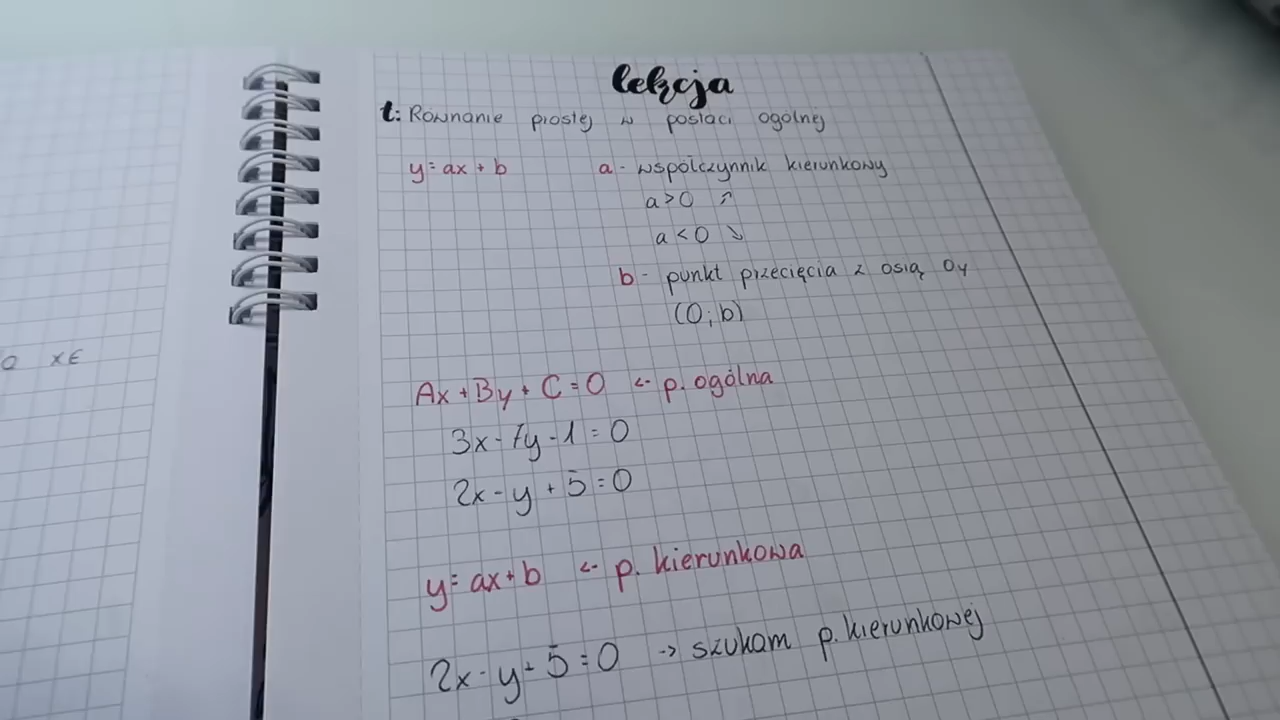 0 x∈
lekcja
t: Równanie prostej w postaci ogólnej
y=ax+b a - współczynnik kierunkowy
a>0 ↗
a<0 ↘
b - punkt przecięcia z osią Oy
(0;b)
Ax+By+C=0 <- p. ogólna
3x-7y-1=0
2x-y+5=0
y=ax+b <- p. kierunkowa
2x-y+5=0 -> szukam p. kierunkowej